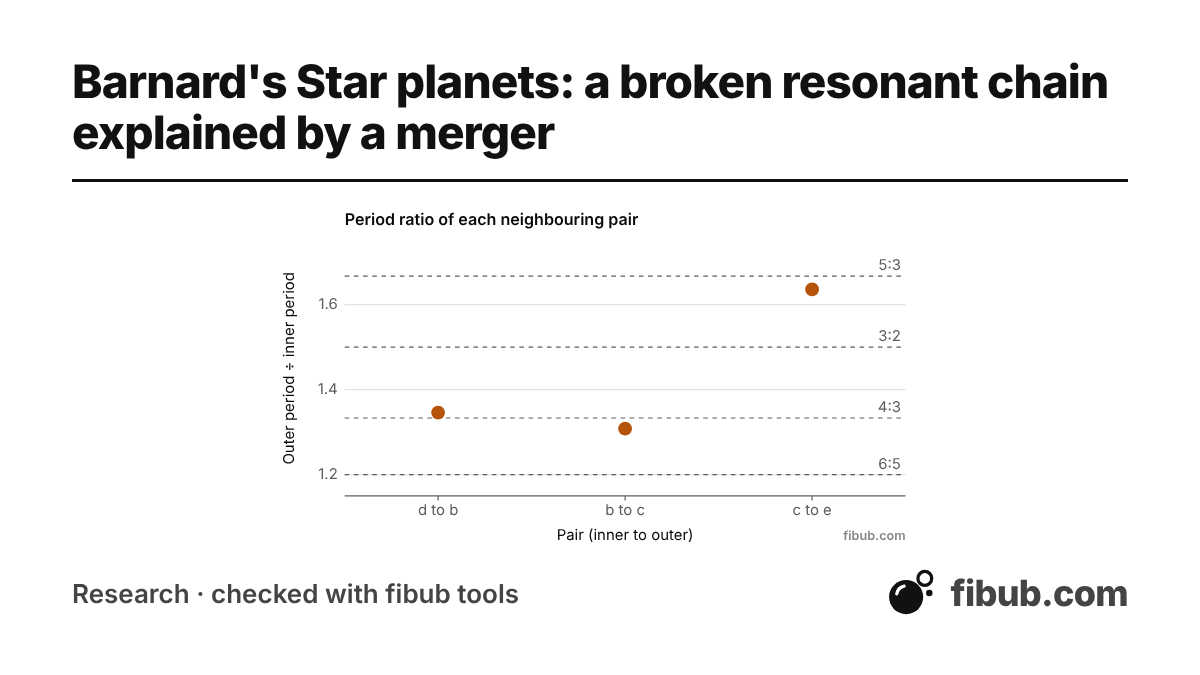 Barnard's Star planets: a broken resonant chain
explained by a merger
Period ratio of each neighbouring pair
Outer period ÷ inner period
5:3
1.6
3:2
1.4
4:3
6:5
1.2
d to b
b to c
c to e
Pair (inner to outer)
fibub.com
Research · checked with fibub tools
fibub.com